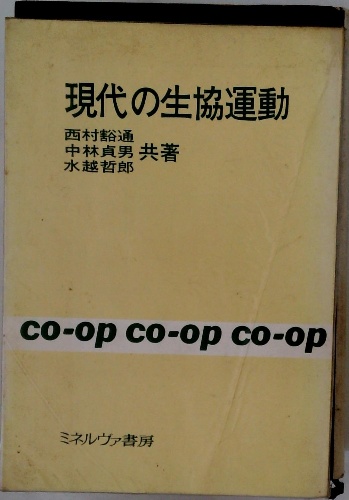 現代の生協運動
西村豁通
中林貞男 共著
水越哲郎
co-op co-op co-op
ミネルヴァ書房